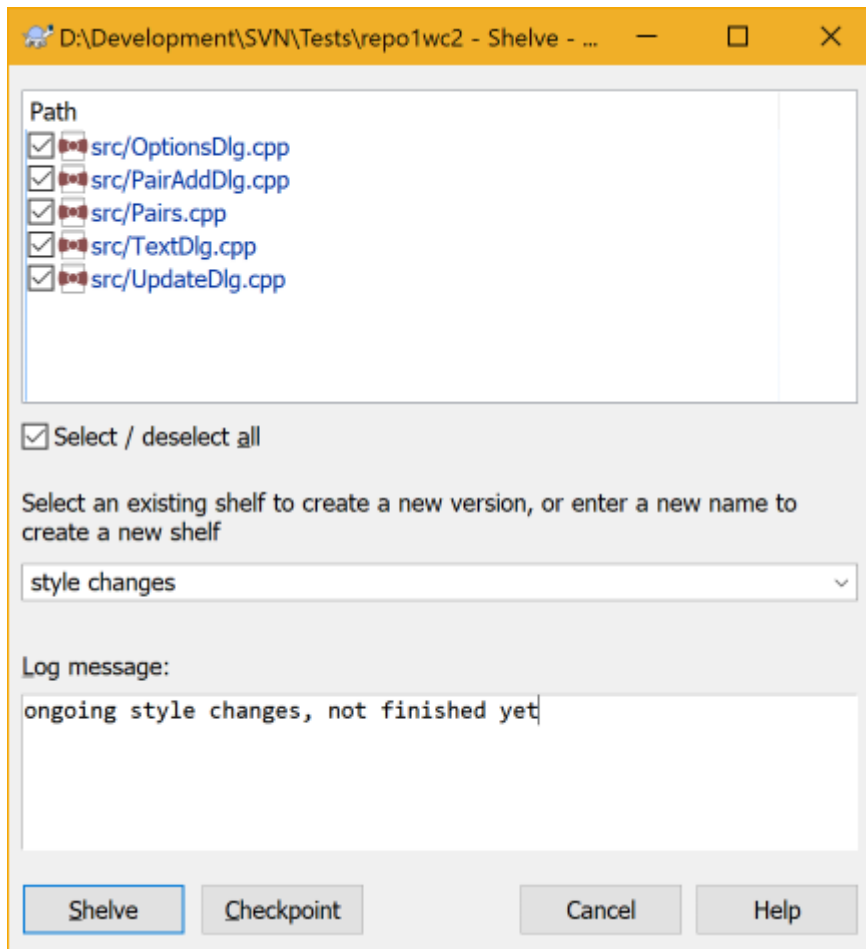 D:\Development\SVN\Tests\repo1wc2 - Shelve - ...
Path
src/OptionsDlg.cpp
src/PairAddDlg.cpp
src/Pairs.cpp
src/TextDlg.cpp
src/UpdateDlg.cpp
Select / deselect all
Select an existing shelf to create a new version, or enter a new name to
create a new shelf
style changes
Log message:
ongoing style changes, not finished yet
Shelve Checkpoint Cancel Help